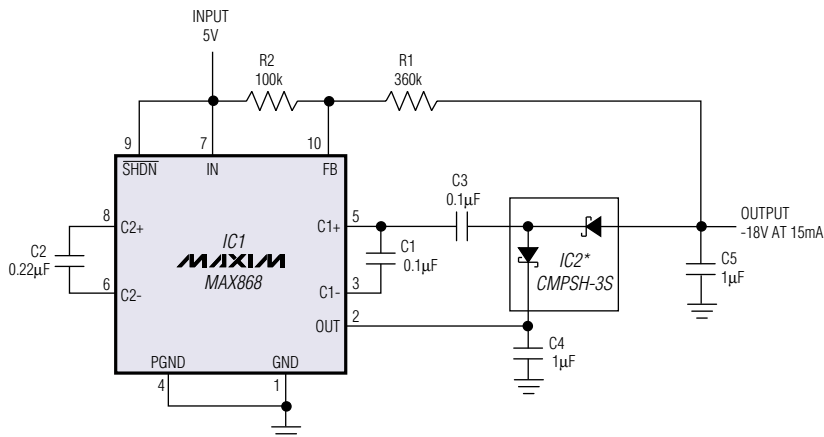 INPUT
5V
R2
100k
R1
360k
9
7
10
SHDN
IN
FB
C3
0.1µF
8
C2+
C1+
5
C2
0.22µF
IC1
MAXIM
MAX868
C1
0.1µF
6
C2-
C1-
3
OUT
2
IC2*
CMPSH-3S
OUTPUT
-18V AT 15mA
C5
1µF
C4
1µF
PGND
GND
4
1